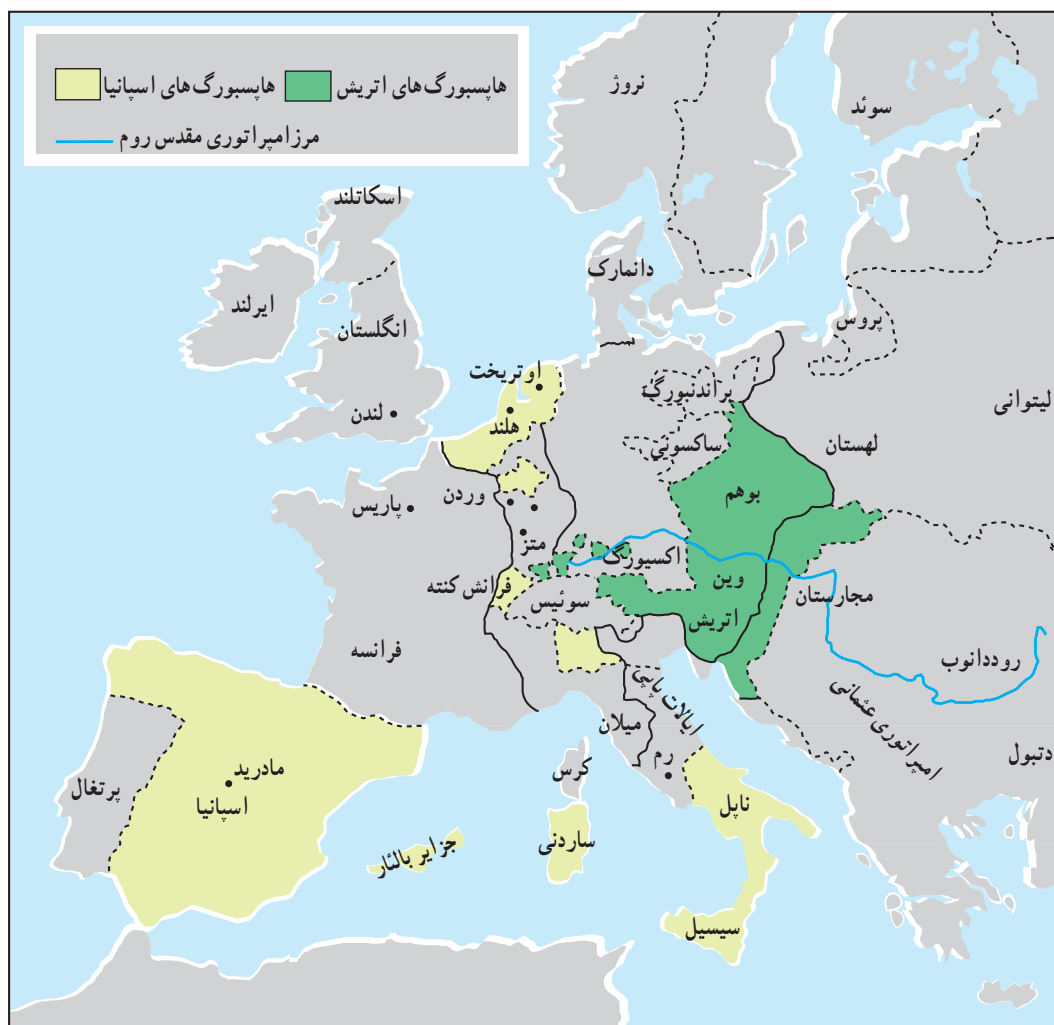 هاپسبورگ‌های اتریش
هاپسبورگ‌های اسپانیا
مرز امپراتوری مقدس روم
نروژ
سوئد
اسکاتلند
دانمارک
ایرلند
انگلستان
پروس
اوتریخت
براندنبورگ
لیتوانی
لندن
هلند
ساکسونی
لهستان
وردن
بوهم
پاریس
متز
اکسبورگ
وین
فرانش کنته
سوئیس
مجارستان
اتریش
فرانسه
رود دانوب
ایالات پاپی
میلان
امپراتوری عثمانی
دتبول
رم
کرس
مادرید
پرتغال
اسپانیا
ناپل
ساردنی
جزایر بالئار
سیسیل